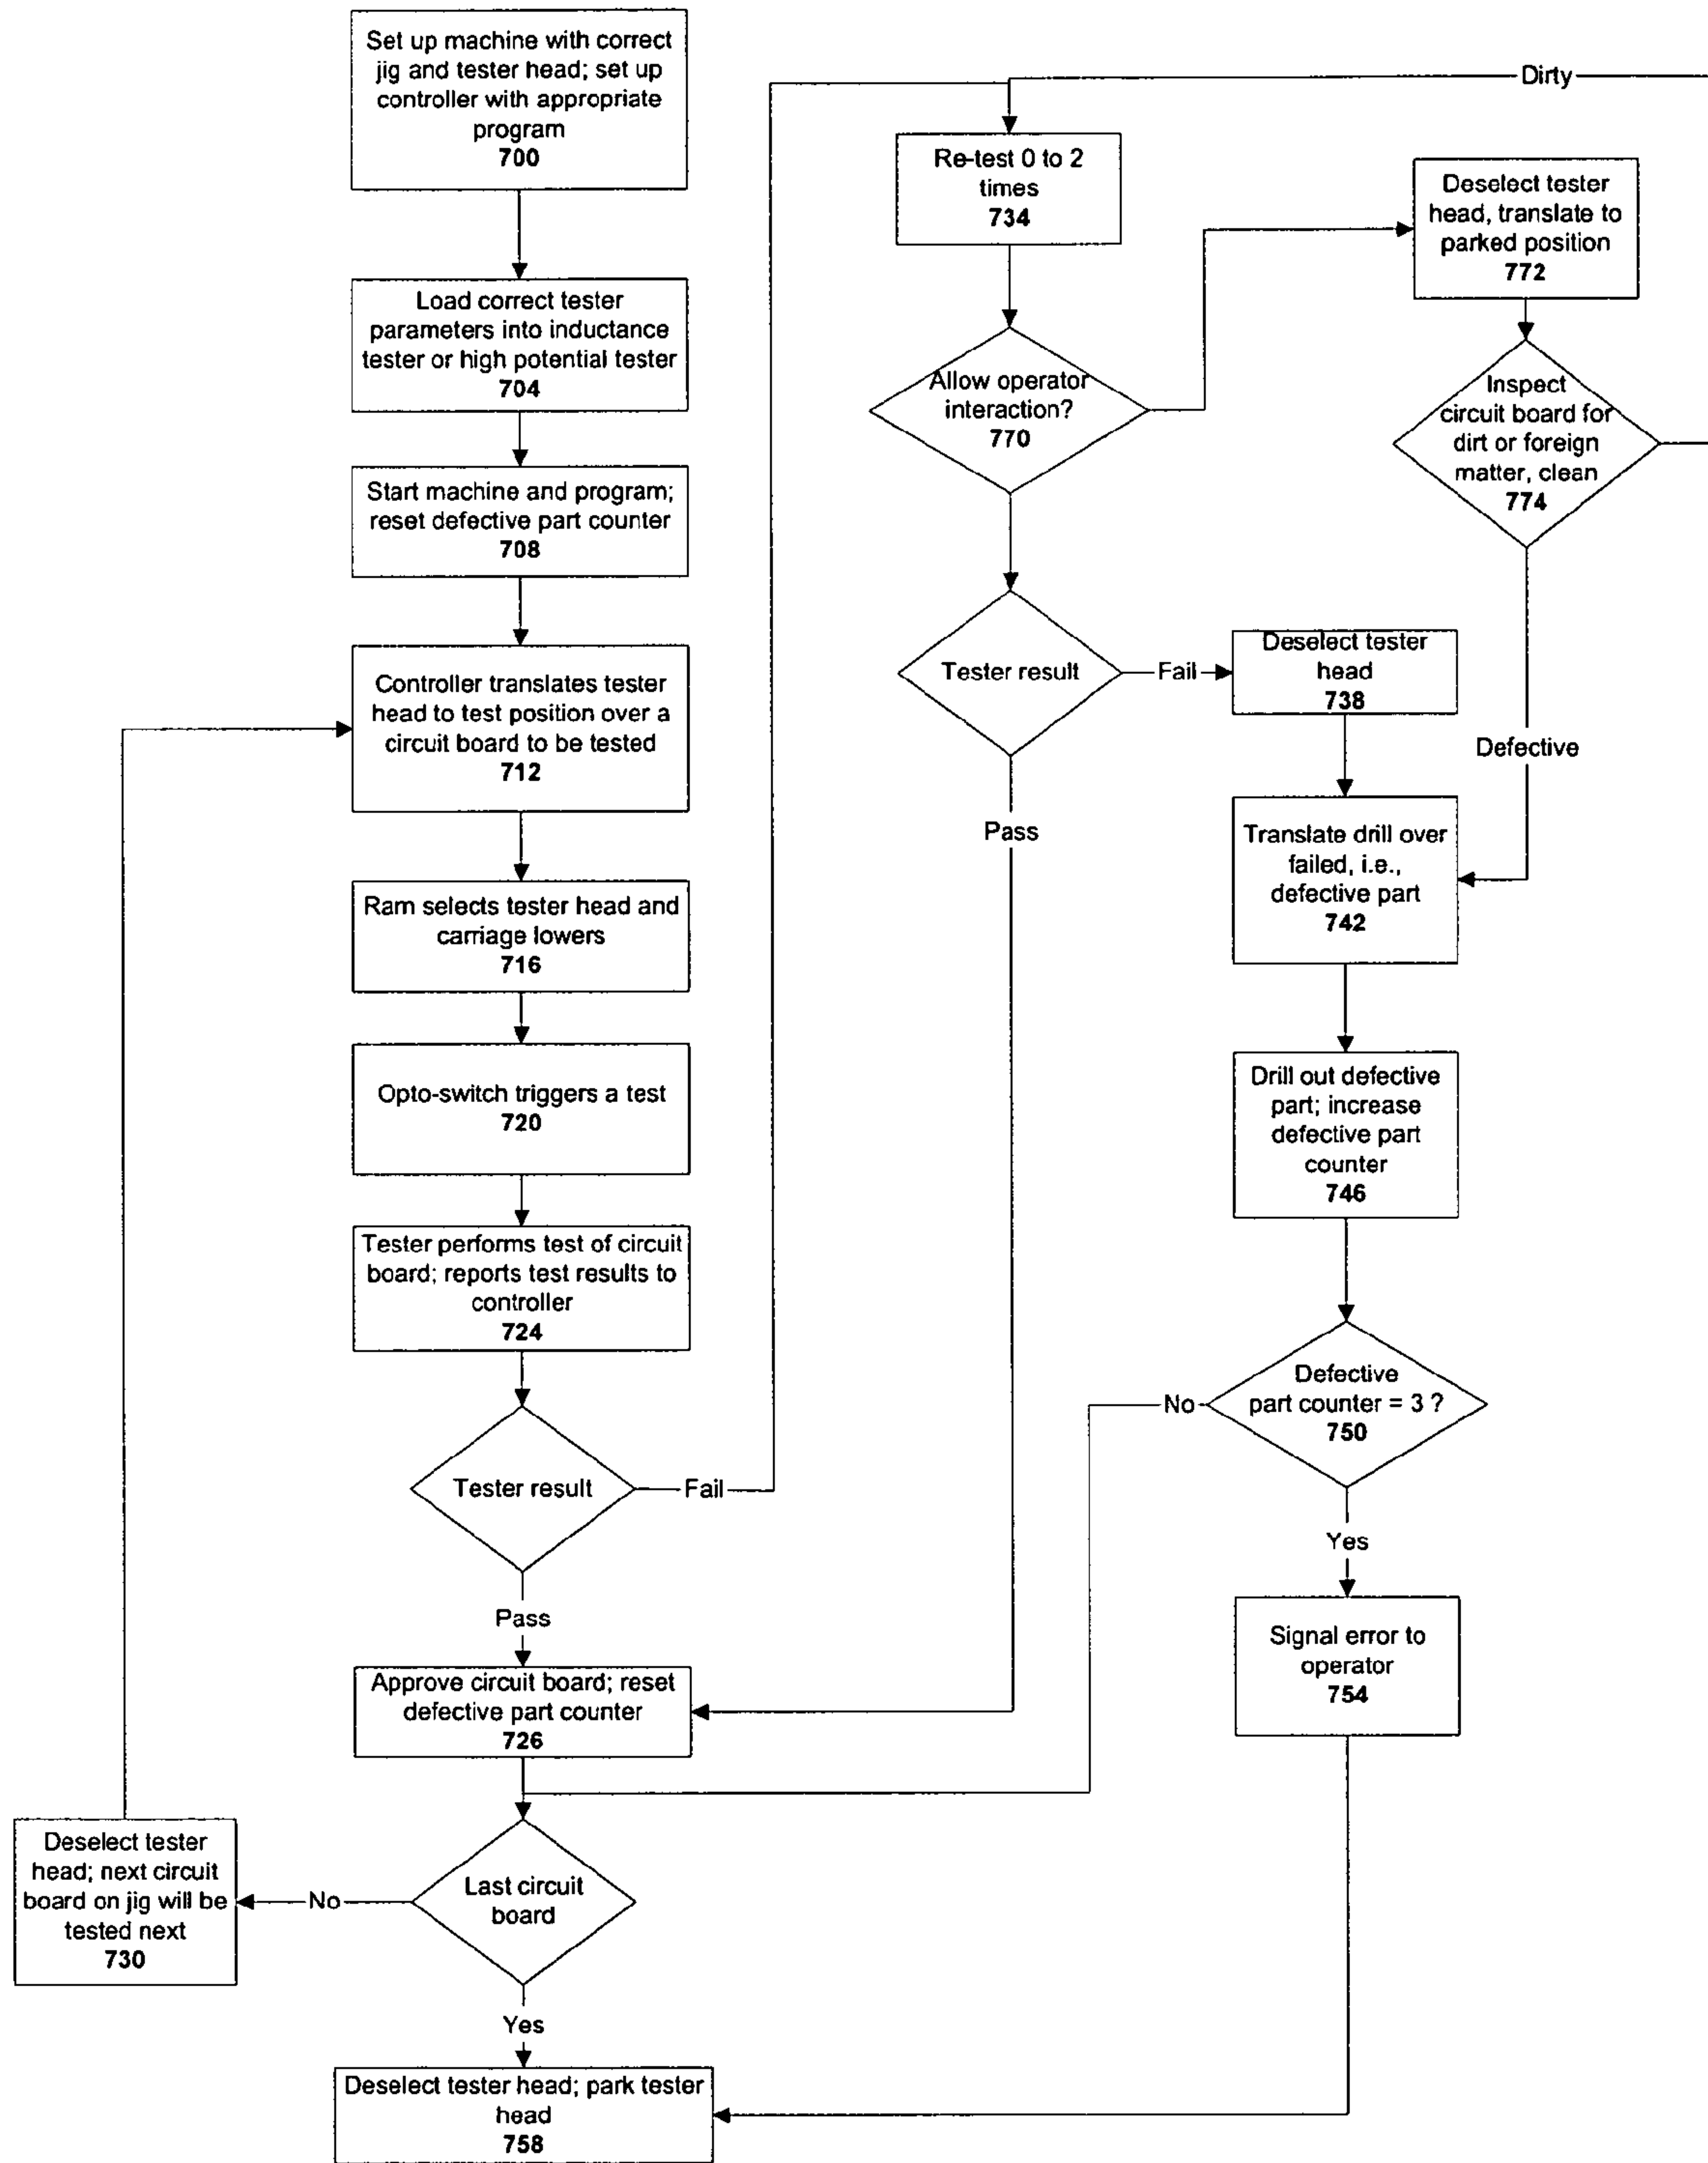 Set up machine with correct
jig and tester head; set up
controller with appropriate
program
700
Load correct tester
parameters into inductance
tester or high potential tester
704
Start machine and program;
reset defective part counter
708
Controller translates tester
head to test position over a
circuit board to be tested
712
Ram selects tester head and
carriage lowers
716
Opto-switch triggers a test
720
Tester performs test of circuit
board; reports test results to
controller
724
Tester result
Fail
Pass
Approve circuit board; reset
defective part counter
726
Last circuit
board
No
Deselect tester
head; next circuit
board on jig will be
tested next
730
Yes
Deselect tester head; park tester
head
758
Dirty
Re-test 0 to 2
times
734
Allow operator
interaction?
770
Tester result
Fail
Pass
Deselect tester
head, translate to
parked position
772
Inspect
circuit board for
dirt or foreign
matter, clean
774
Defective
Deselect tester
head
738
Translate drill over
failed, i.e.,
defective part
742
Drill out defective
part; increase
defective part
counter
746
Defective
part counter = 3 ?
750
No
Yes
Signal error to
operator
754